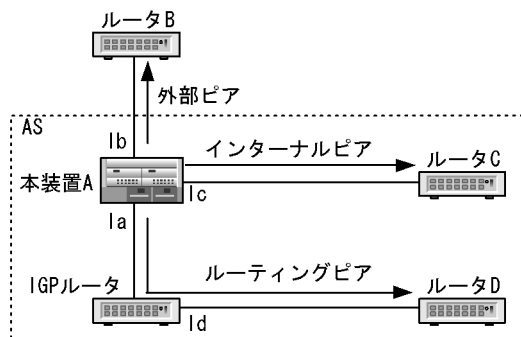 ルータB
外部ピア
AS
Ib
インターナルピア
ルータC
本装置A
Ic
Ia
IGPルータ
ルーティングピア
ルータD
Id